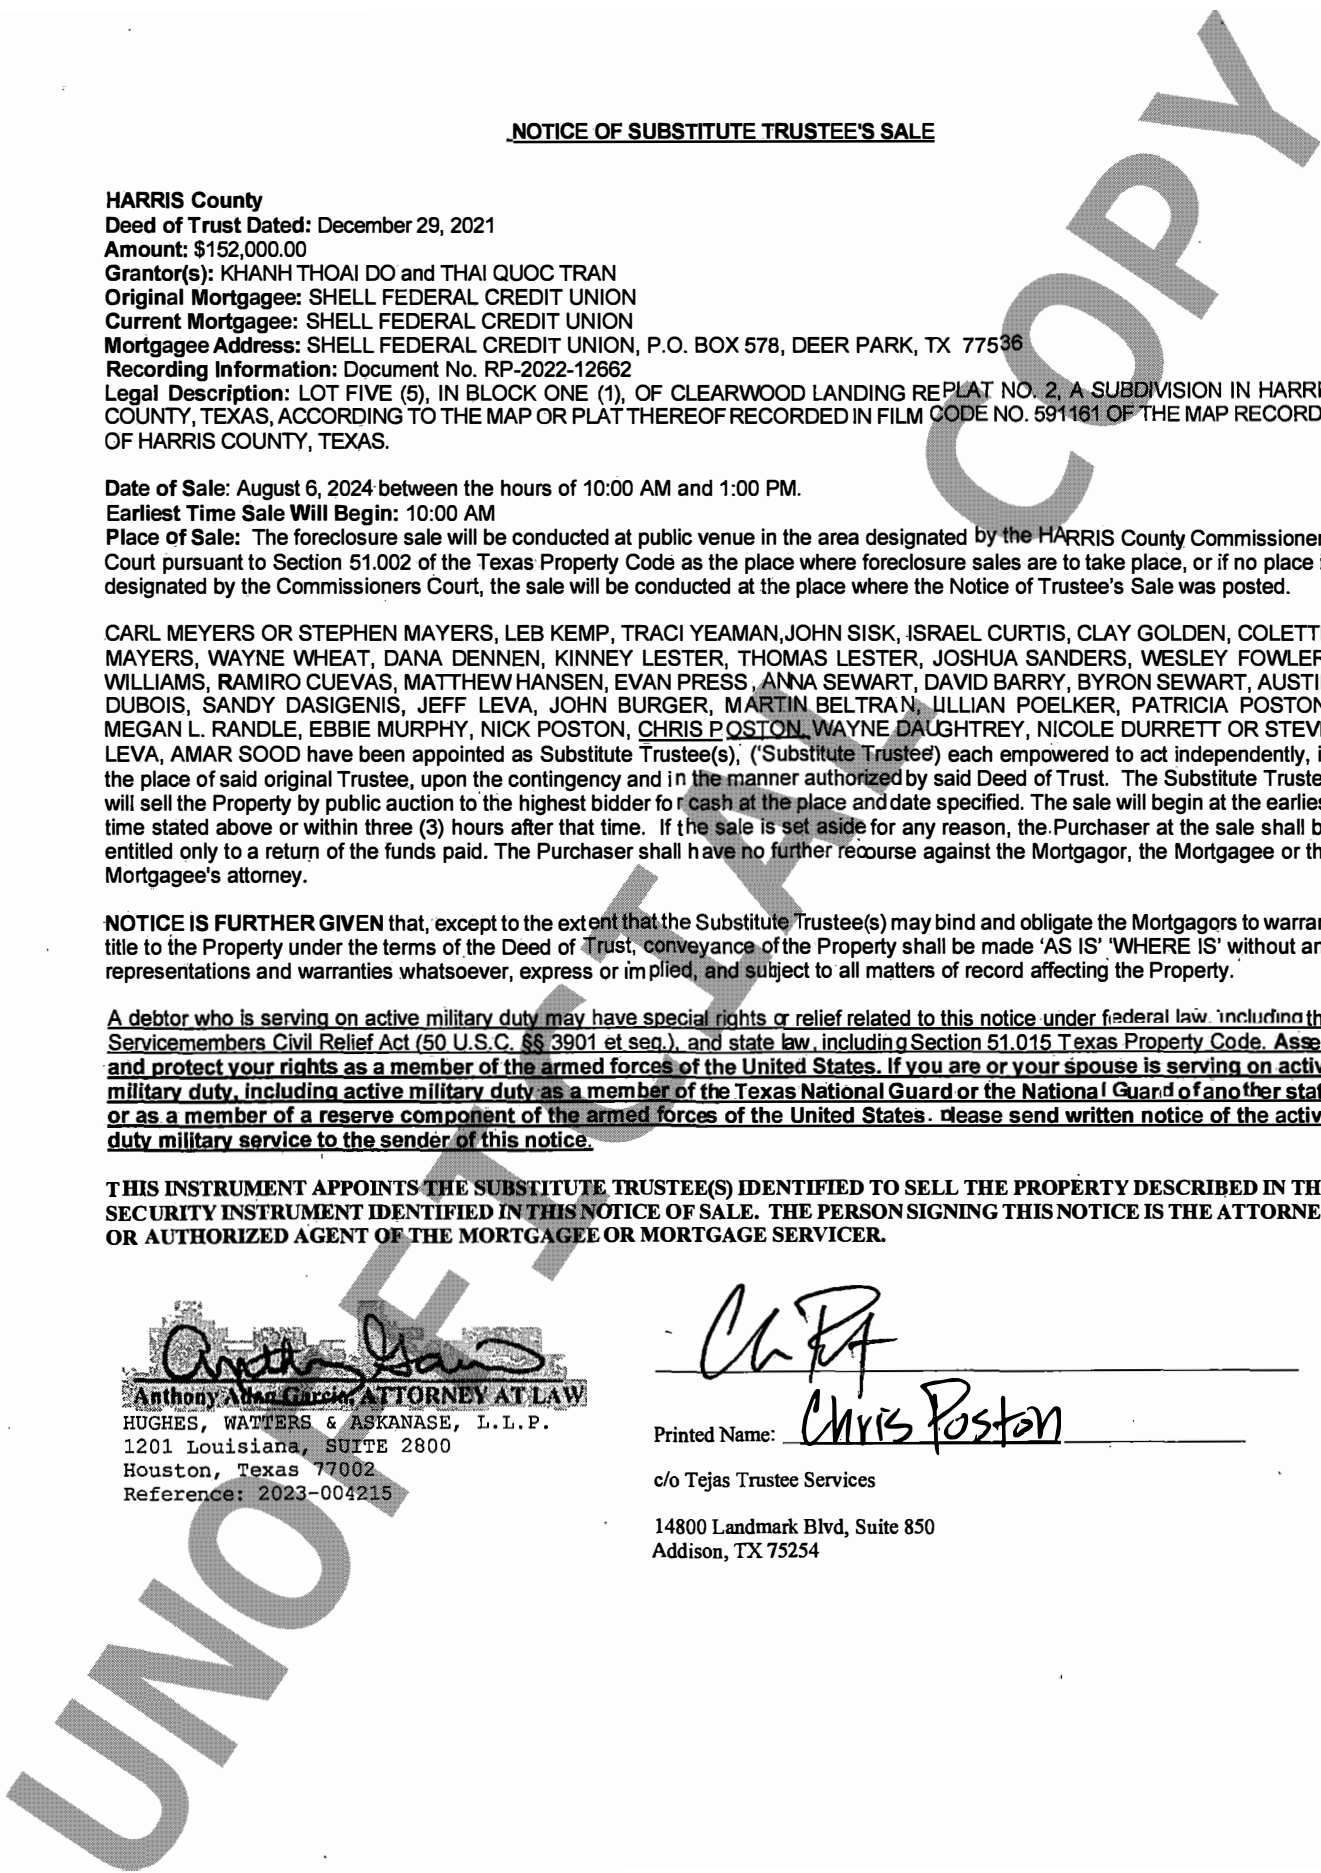 NOTICE OF SUBSTITUTE TRUSTEE'S SALE
HARRIS County
Deed of Trust Dated: December 29, 2021
Amount: $152,000.00
Grantor(s): KHANH THOAI DO and THAI QUOC TRAN
Original Mortgagee: SHELL FEDERAL CREDIT UNION
Current Mortgagee: SHELL FEDERAL CREDIT UNION
Mortgagee Address: SHELL FEDERAL CREDIT UNION, P.O. BOX 578, DEER PARK, TX 77536
Recording Information: Document No. RP-2022-12662
Legal Description: LOT FIVE (5), IN BLOCK ONE (1), OF CLEARWOOD LANDING REPLAT NO. 2, A SUBDIVISION IN HARRI
COUNTY, TEXAS, ACCORDING TO THE MAP OR PLAT THEREOF RECORDED IN FILM CODE NO. 591161 OF THE MAP RECORD
OF HARRIS COUNTY, TEXAS.
Date of Sale: August 6, 2024 between the hours of 10:00 AM and 1:00 PM.
Earliest Time Sale Will Begin: 10:00 AM
Place of Sale: The foreclosure sale will be conducted at public venue in the area designated by the HARRIS County Commissioner
Court pursuant to Section 51.002 of the Texas Property Code as the place where foreclosure sales are to take place, or if no place
designated by the Commissioners Court, the sale will be conducted at the place where the Notice of Trustee's Sale was posted.
CARL MEYERS OR STEPHEN MAYERS, LEB KEMP, TRACI YEAMAN,JOHN SISK, ISRAEL CURTIS, CLAY GOLDEN, COLETT
MAYERS, WAYNE WHEAT, DANA DENNEN, KINNEY LESTER, THOMAS LESTER, JOSHUA SANDERS, WESLEY FOWLER
WILLIAMS, RAMIRO CUEVAS, MATTHEW HANSEN, EVAN PRESS, ANNA SEWART, DAVID BARRY, BYRON SEWART, AUSTI
DUBOIS, SANDY DASIGENIS, JEFF LEVA, JOHN BURGER, MARTIN BELTRAN, LILLIAN POELKER, PATRICIA POSTON
MEGAN L. RANDLE, EBBIE MURPHY, NICK POSTON, CHRIS POSTON, WAYNE DAUGHTREY, NICOLE DURRETT OR STEV
LEVA, AMAR SOOD have been appointed as Substitute Trustee(s), ('Substitute Trustee') each empowered to act independently, i
the place of said original Trustee, upon the contingency and in the manner authorized by said Deed of Trust. The Substitute Truste
will sell the Property by public auction to the highest bidder for cash at the place and date specified. The sale will begin at the earlies
time stated above or within three (3) hours after that time. If the sale is set aside for any reason, the Purchaser at the sale shall b
entitled only to a return of the funds paid. The Purchaser shall have no further recourse against the Mortgagor, the Mortgagee or th
Mortgagee's attorney.
NOTICE IS FURTHER GIVEN that, except to the extent that the Substitute Trustee(s) may bind and obligate the Mortgagors to warran
title to the Property under the terms of the Deed of Trust, conveyance of the Property shall be made 'AS IS' 'WHERE IS' without an
representations and warranties whatsoever, express or implied, and subject to all matters of record affecting the Property.
A debtor who is serving on active military duty may have special rights or relief related to this notice under federal law, including th
Servicemembers Civil Relief Act (50 U.S.C. §§ 3901 et seq.), and state law, including Section 51.015 Texas Property Code. Asse
and protect your rights as a member of the armed forces of the United States. If you are or your spouse is serving on activ
military duty, including active military duty as a member of the Texas National Guard or the National Guard of another stat
or as a member of a reserve component of the armed forces of the United States. please send written notice of the activ
duty military service to the sender of this notice.
THIS INSTRUMENT APPOINTS THE SUBSTITUTE TRUSTEE(S) IDENTIFIED TO SELL THE PROPERTY DESCRIBED IN TH
SECURITY INSTRUMENT IDENTIFIED IN THIS NOTICE OF SALE. THE PERSON SIGNING THIS NOTICE IS THE ATTORNE
OR AUTHORIZED AGENT OF THE MORTGAGEE OR MORTGAGE SERVICER.
Anthony Adan Garcia, ATTORNEY AT LAW
HUGHES, WATTERS & ASKANASE, L.L.P.
1201 Louisiana, SUITE 2800
Houston, Texas 77002
Reference: 2023-004215
Printed Name: Chris Poston
c/o Tejas Trustee Services
14800 Landmark Blvd, Suite 850
Addison, TX 75254
UNOFFICIAL COPY